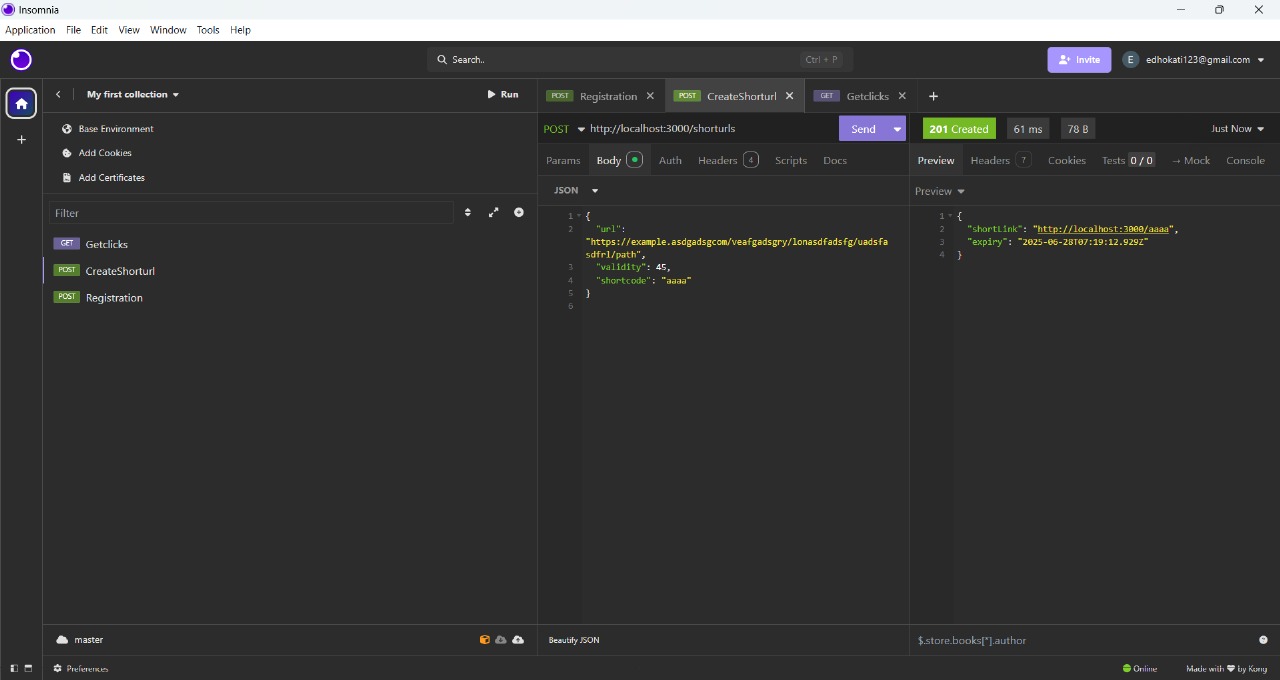 Insomnia
Application File Edit View Window Tools Help
Search.. Ctrl + P
Invite
E edhokati123@gmail.com
My first collection
Run
POST Registration
POST CreateShorturl
GET Getclicks
Base Environment
Add Cookies
Add Certificates
Filter
GET Getclicks
POST CreateShorturl
POST Registration
POST http://localhost:3000/shorturls
Send
201 Created 61 ms 78 B
Just Now
Params Body Auth Headers 4 Scripts Docs
Preview Headers 7 Cookies Tests 0 / 0 → Mock Console
JSON
Preview
1 {
2 "url":
"https://example.asdgadsgcom/veafgadsgry/lonasdfadsfg/uadsfa
sdfrl/path",
3 "validity": 45,
4 "shortcode": "aaaa"
5 }
6
1 {
2 "shortLink": "http://localhost:3000/aaaa",
3 "expiry": "2025-06-28T07:19:12.929Z"
4 }
master
Beautify JSON
$.store.books[*].author
Preferences
Online
Made with ♥ by Kong